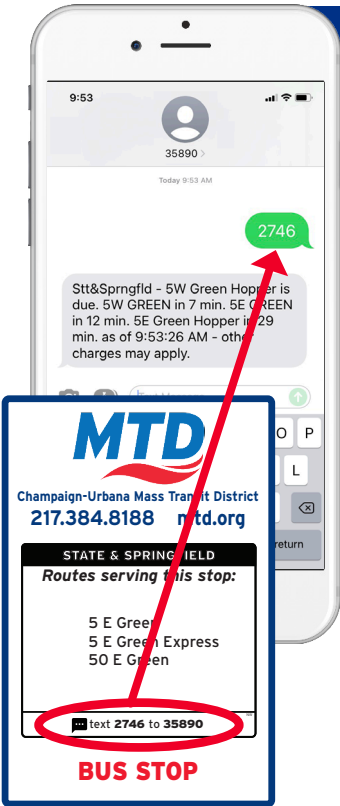 9:53
35890 >
Today 9:53 AM
2746
Stt&Sprngfld - 5W Green Hopper is
due. 5W GREEN in 7 min. 5E GREEN
in 12 min. 5E Green Hopper in 29
min. as of 9:53:26 AM - other
charges may apply.
O P
L
return
MTD
Champaign-Urbana Mass Transit District
217.384.8188 mtd.org
STATE & SPRINGFIELD
Routes serving this stop:
5 E Green
5 E Green Express
50 E Green
text 2746 to 35890
BUS STOP